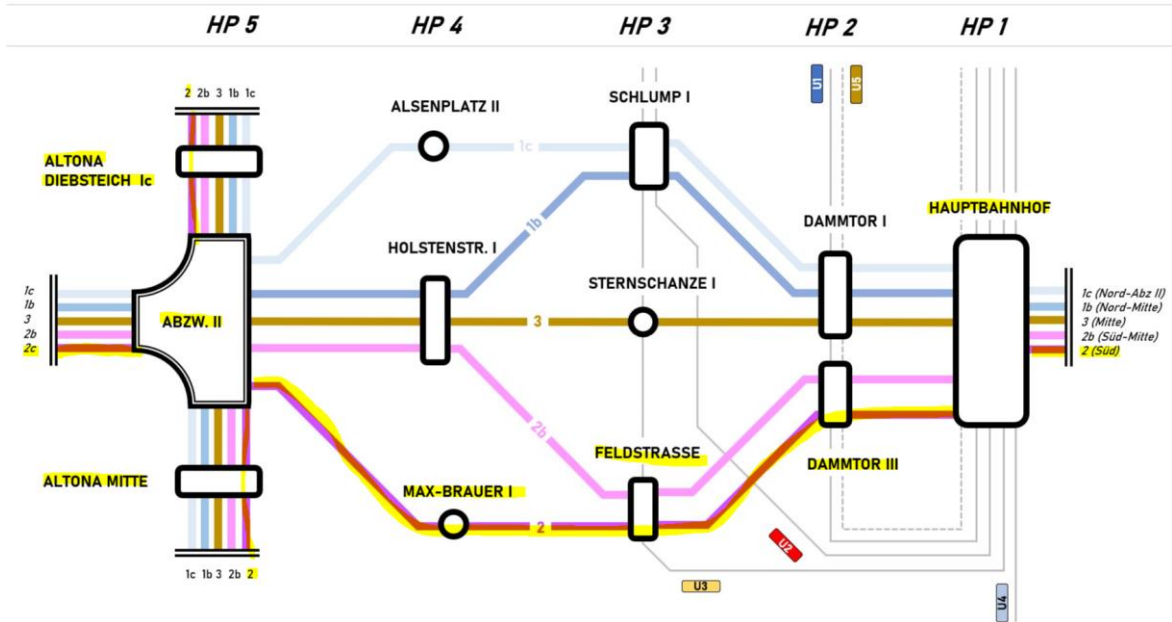 HP 5
HP 4
HP 3
HP 2
HP 1
2 2b 3 1b 1c
ALTONA
DIEBSTEICH Ic
ALSENPLATZ II
SCHLUMP I
U1
U5
1c
1b
HOLSTENSTR. I
DAMMTOR I
HAUPTBAHNHOF
STERNSCHANZE I
1c
1b
3
2b
2c
ABZW. II
3
1c (Nord-Abz II)
1b (Nord-Mitte)
3 (Mitte)
2b (Süd-Mitte)
2 (Süd)
2b
ALTONA MITTE
MAX-BRAUER I
FELDSTRASSE
DAMMTOR III
2
U2
U3
U4
1c 1b 3 2b 2